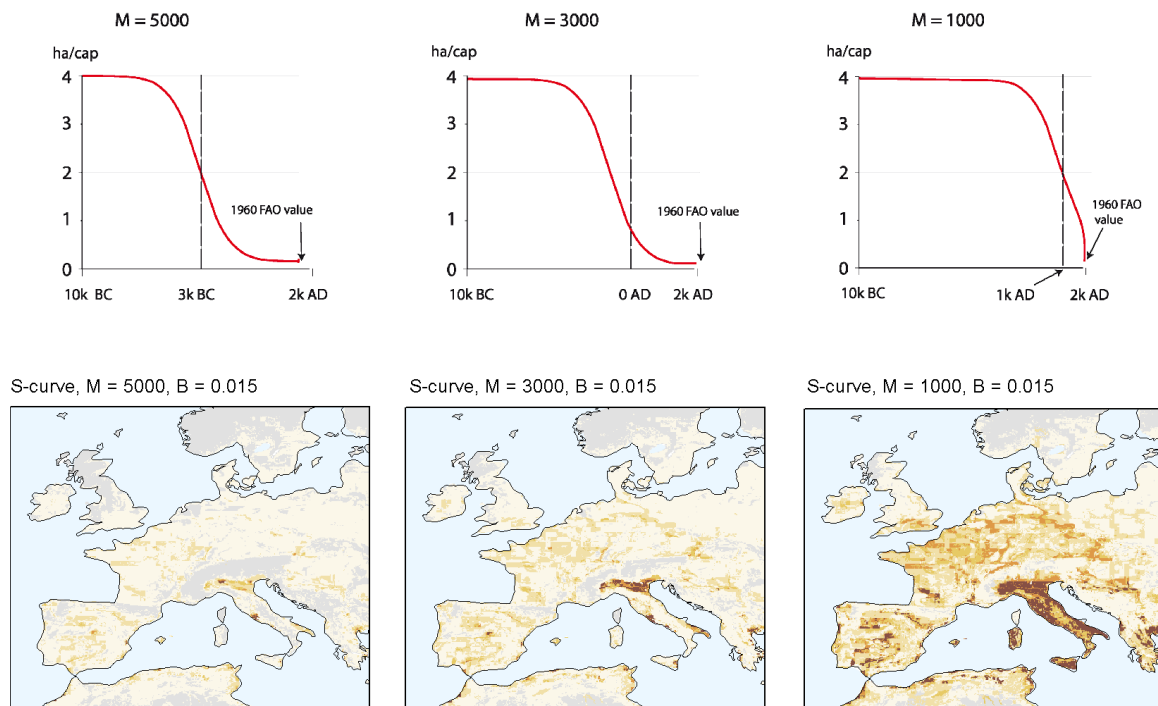 M = 5000
ha/cap
4
3
2
1
0
1960 FAO value
10k BC
3k BC
2k AD
M = 3000
ha/cap
4
3
2
1
0
1960 FAO value
10k BC
0 AD
2k AD
M = 1000
ha/cap
4
3
2
1
0
1960 FAO
value
10k BC
1k AD
2k AD
S-curve, M = 5000, B = 0.015
S-curve, M = 3000, B = 0.015
S-curve, M = 1000, B = 0.015